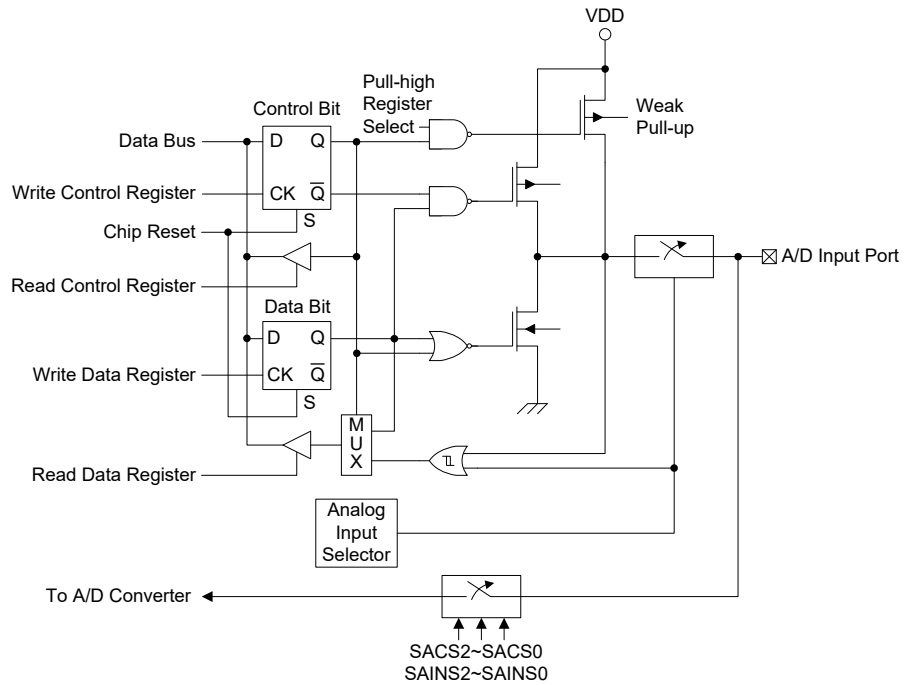 VDD
Pull-high
Register
Select
Weak
Pull-up
Control Bit
Data Bus
D
Q
Write Control Register
CK
Q
S
Chip Reset
Read Control Register
A/D Input Port
Data Bit
D
Q
Write Data Register
CK
Q
S
M
U
X
Read Data Register
Analog
Input
Selector
To A/D Converter
SACS2~SACS0
SAINS2~SAINS0